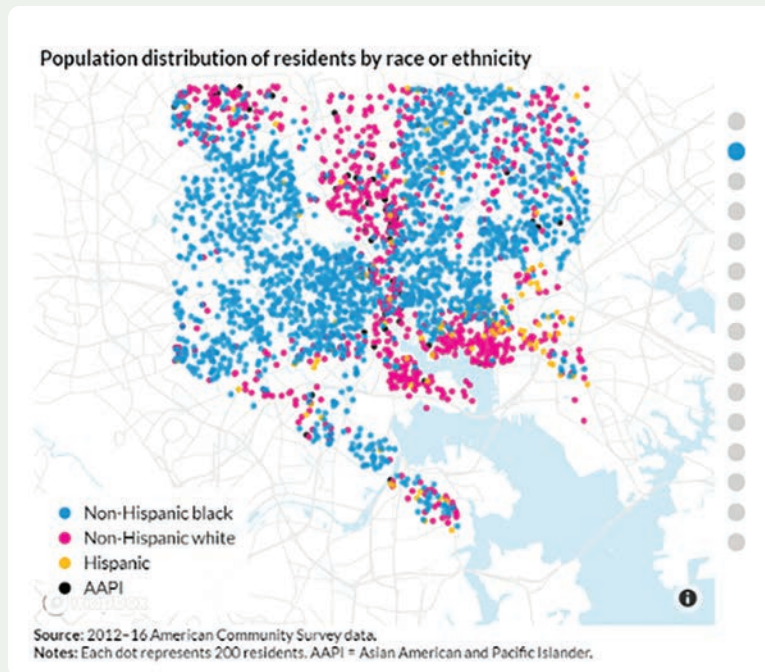 Population distribution of residents by race or ethnicity
Non-Hispanic black
Non-Hispanic white
Hispanic
AAPI
i
Source: 2012–16 American Community Survey data.
Notes: Each dot represents 200 residents. AAPI = Asian American and Pacific Islander.